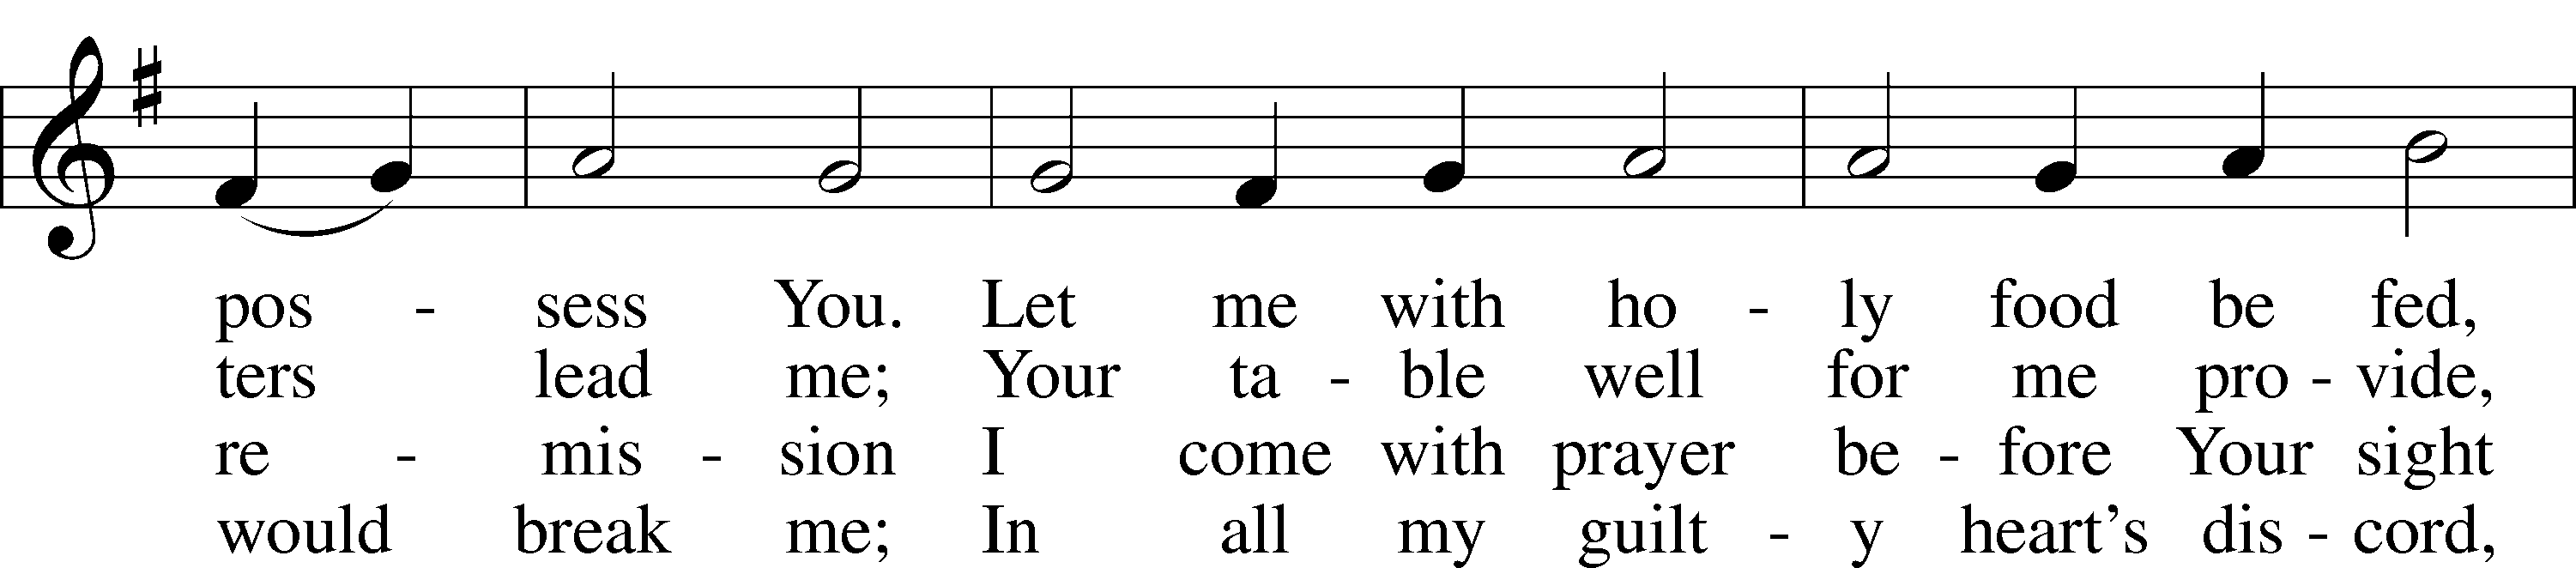 pos - sess You. Let me with ho - ly food be fed,
ters lead me; Your ta - ble well for me pro - vide,
re - mis - sion I come with prayer be - fore Your sight
would break me; In all my guilt - y heart's dis - cord,